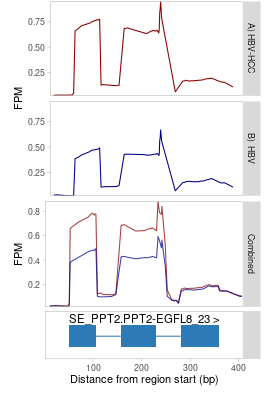 A) HBV-HCC
0.75
0.50
0.25
FPM
B) HBV
0.75
0.50
0.25
Combined
0.8
0.6
0.4
0.2
FPM
SE_PPT2.PPT2-EGFL8_23 >
100 200 300 400
Distance from region start (bp)